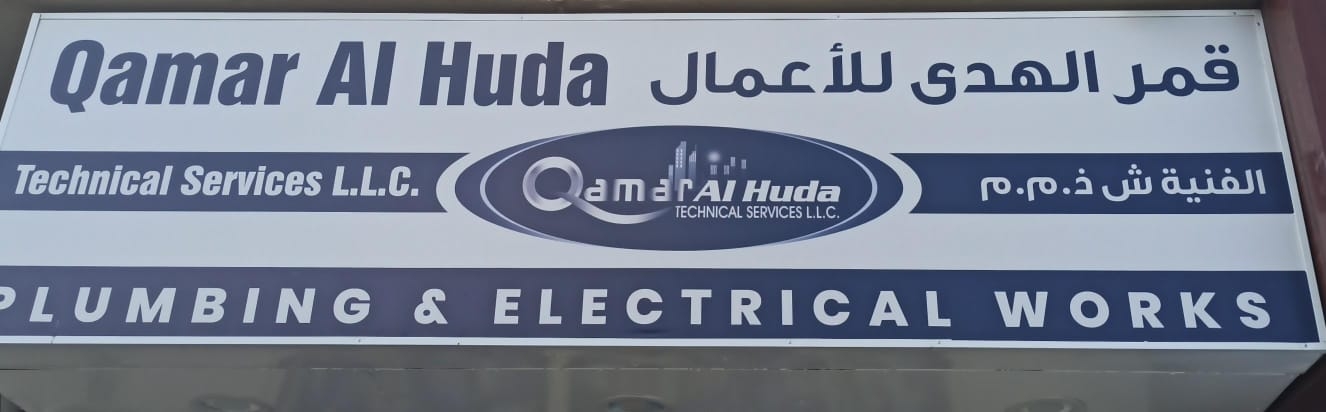 Qamar Al Huda
قمر الهدى للأعمال
Technical Services L.L.C.
Qamar Al Huda
TECHNICAL SERVICES L.L.C.
الفنية ش ذ.م.م
PLUMBING & ELECTRICAL WORKS